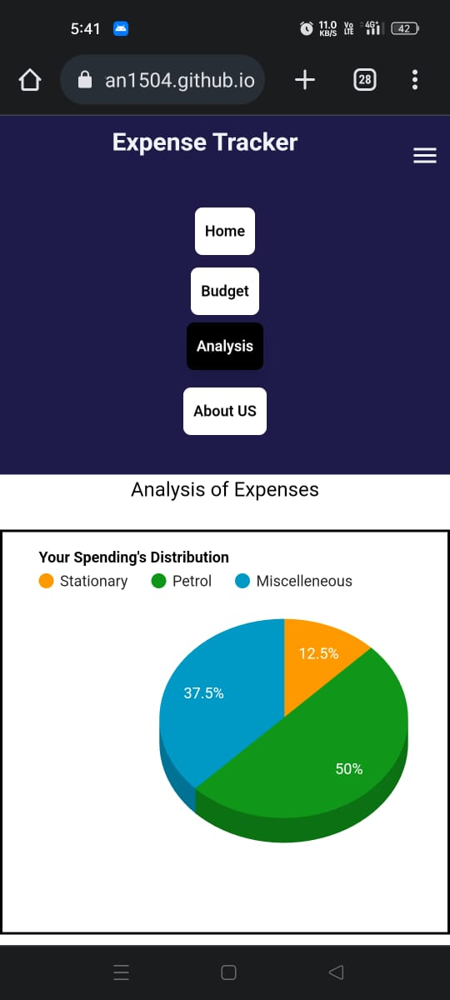 5:41 11.0 KB/S Vo LTE 4G+ 42
an1504.github.io 28
Expense Tracker
Home
Budget
Analysis
About US
Analysis of Expenses
Your Spending's Distribution
Stationary Petrol Miscelleneous
12.5%
37.5%
50%